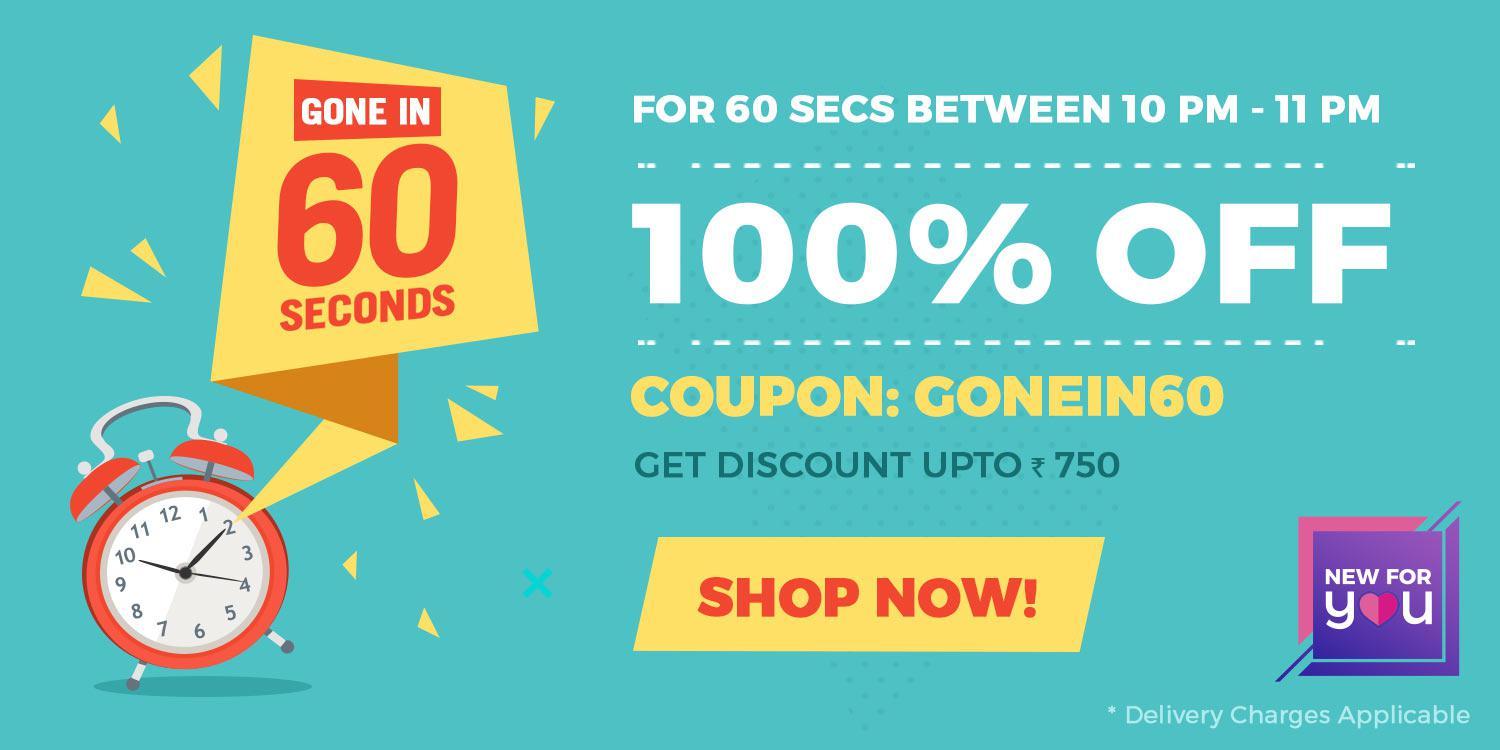 GONE IN
60
SECONDS
FOR 60 SECS BETWEEN 10 PM - 11 PM
100% OFF
COUPON: GONEIN60
GET DISCOUNT UPTO ₹ 750
SHOP NOW!
12
1
2
3
4
5
6
7
8
9
10
11
NEW FOR
you
* Delivery Charges Applicable